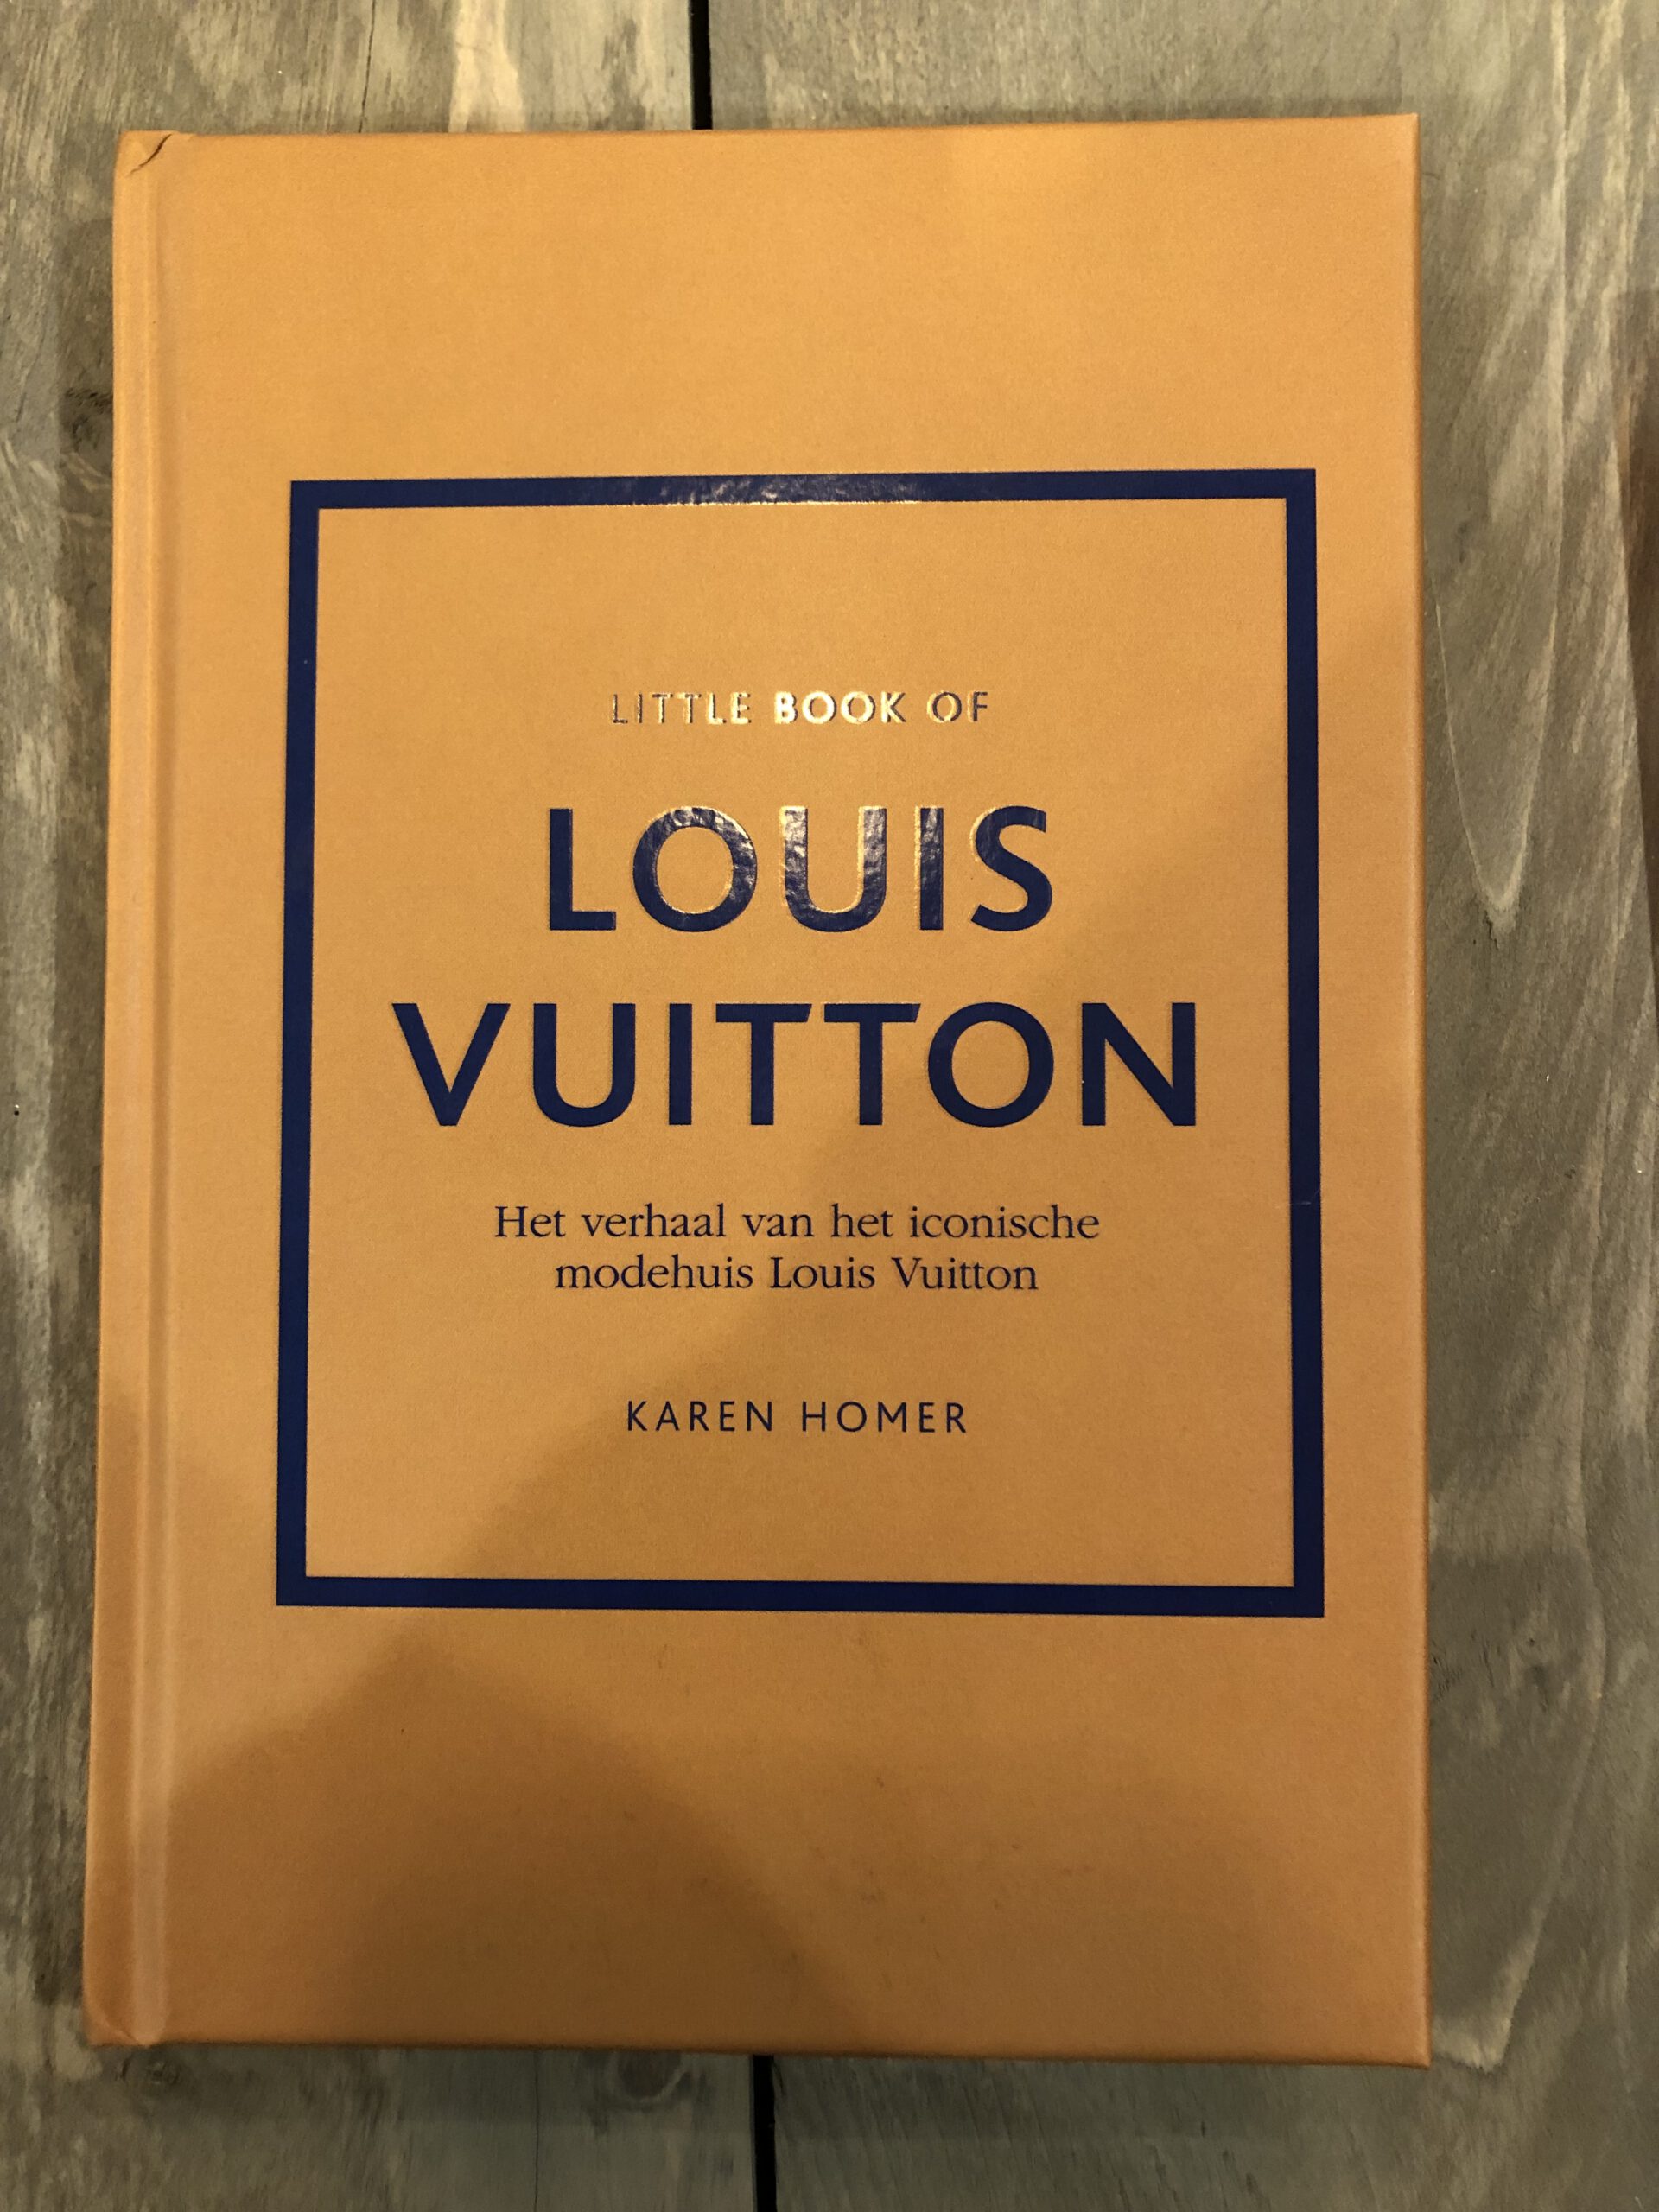 LITTLE BOOK OF
LOUIS
VUITTON
Het verhaal van het iconische
modehuis Louis Vuitton
KAREN HOMER